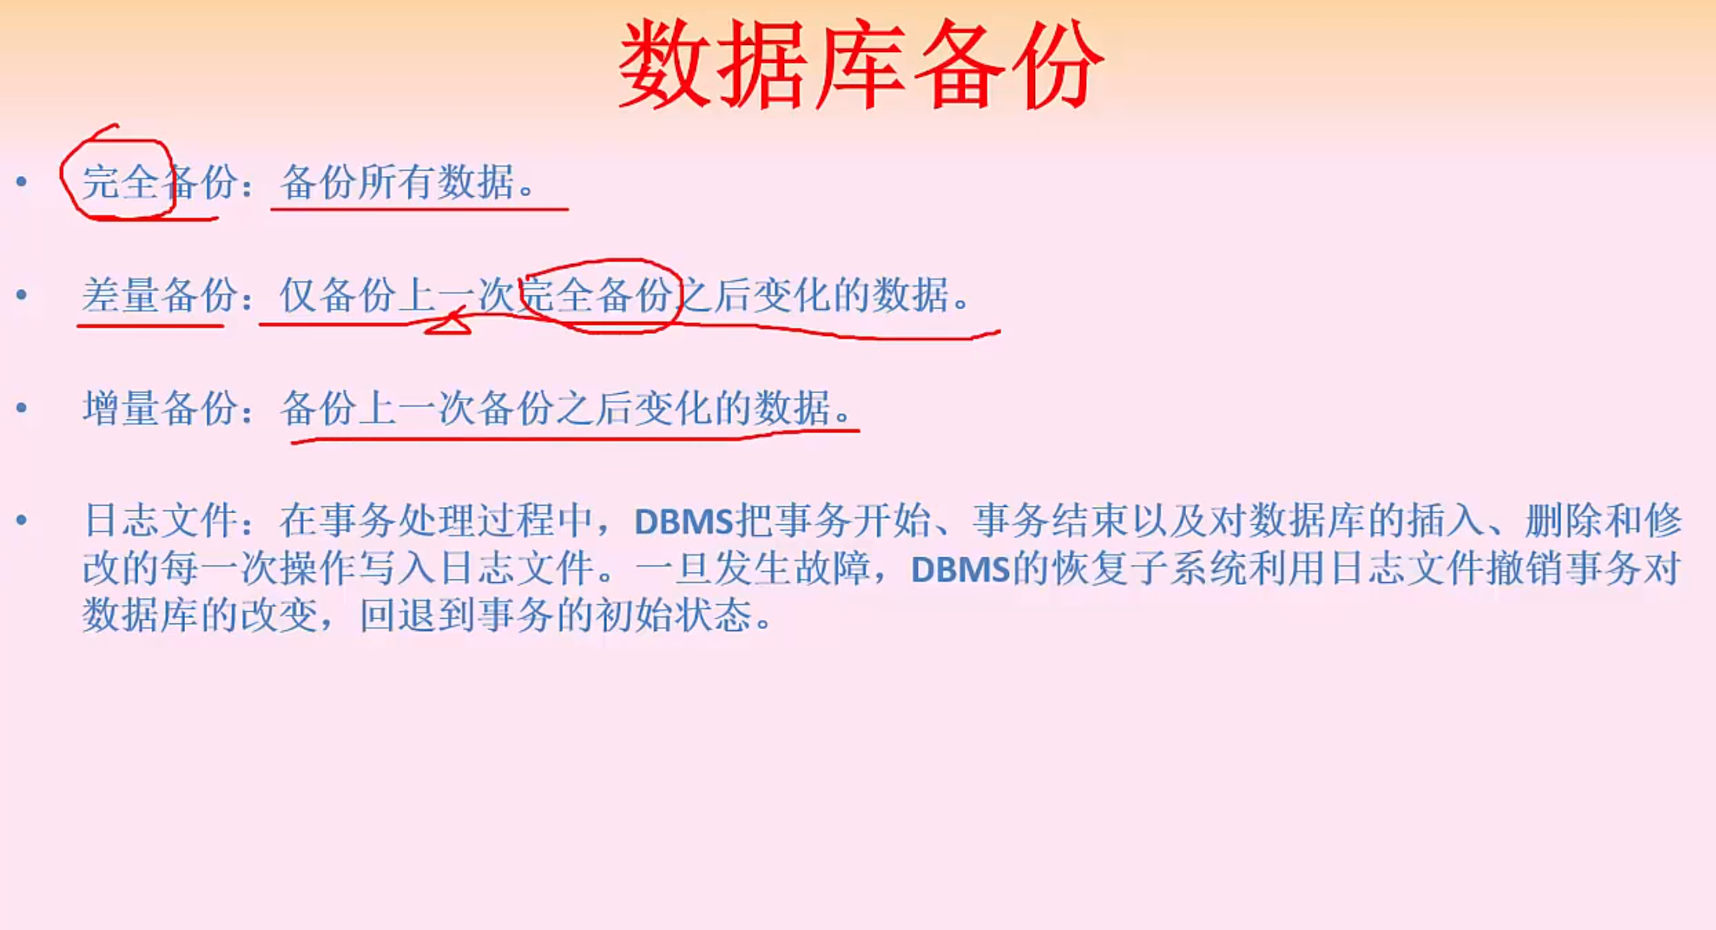 数据库备份
• 完全备份：备份所有数据。
• 差量备份：仅备份上一次完全备份之后变化的数据。
• 增量备份：备份上一次备份之后变化的数据。
• 日志文件：在事务处理过程中，DBMS把事务开始、事务结束以及对数据库的插入、删除和修
改的每一次操作写入日志文件。一旦发生故障，DBMS的恢复子系统利用日志文件撤销事务对
数据库的改变，回退到事务的初始状态。